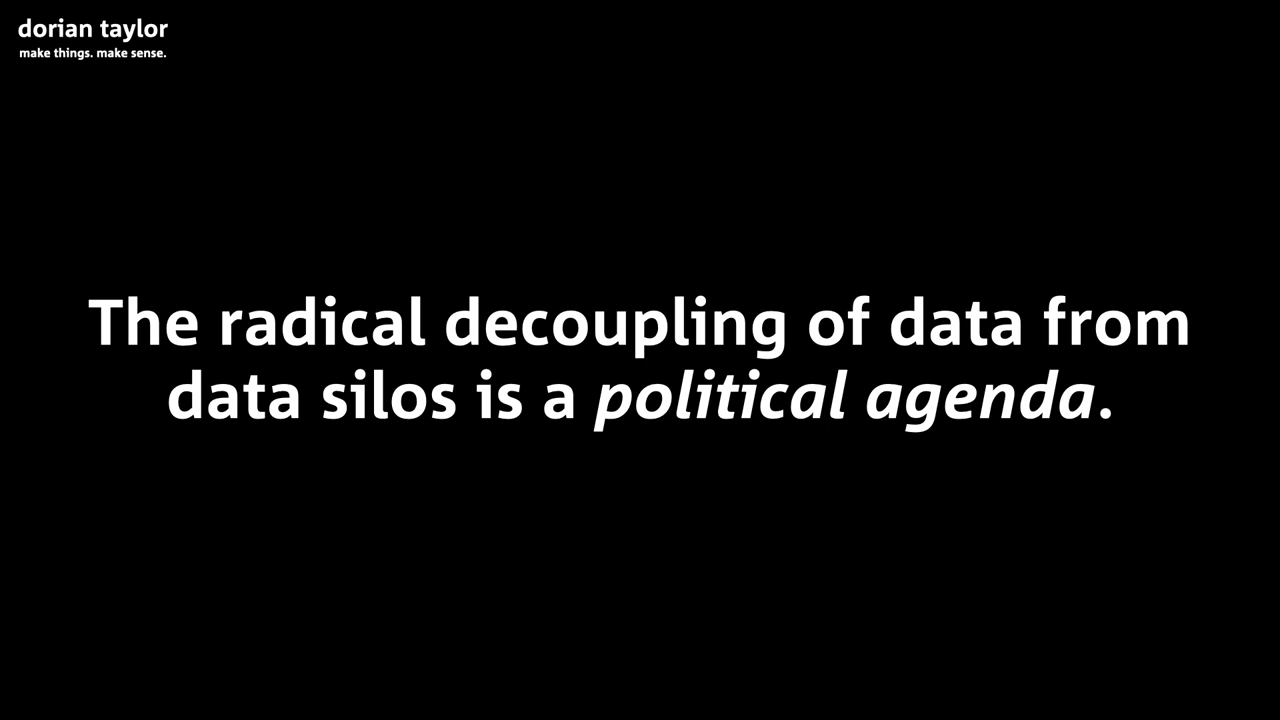 dorian taylor
make things. make sense.
The radical decoupling of data from
data silos is a political agenda.